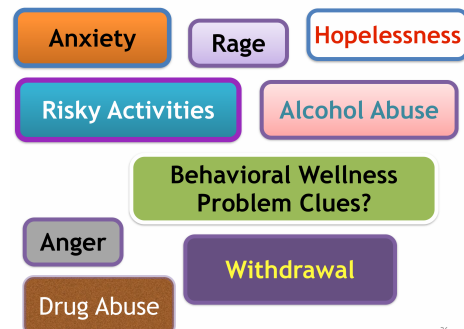 Anxiety
Rage
Hopelessness
Risky Activities
Alcohol Abuse
Behavioral Wellness
Problem Clues?
Anger
Withdrawal
Drug Abuse